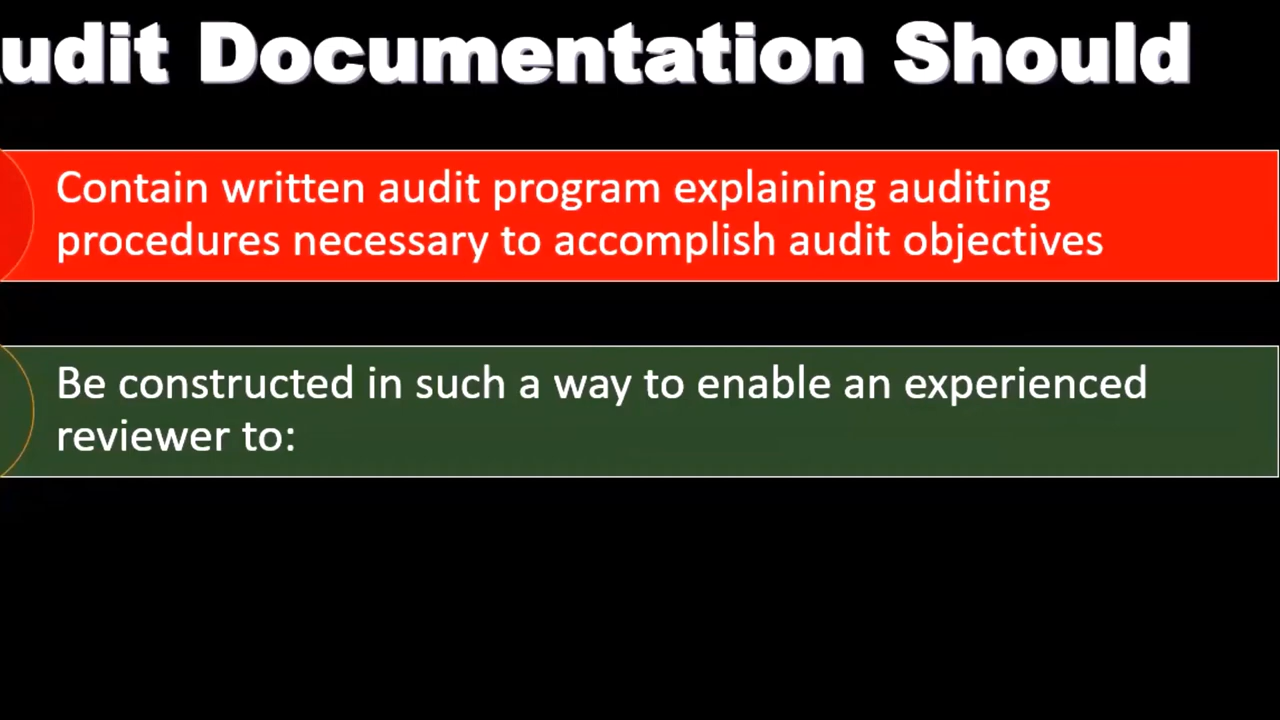 udit Documentation Should
Contain written audit program explaining auditing
procedures necessary to accomplish audit objectives
Be constructed in such a way to enable an experienced
reviewer to: